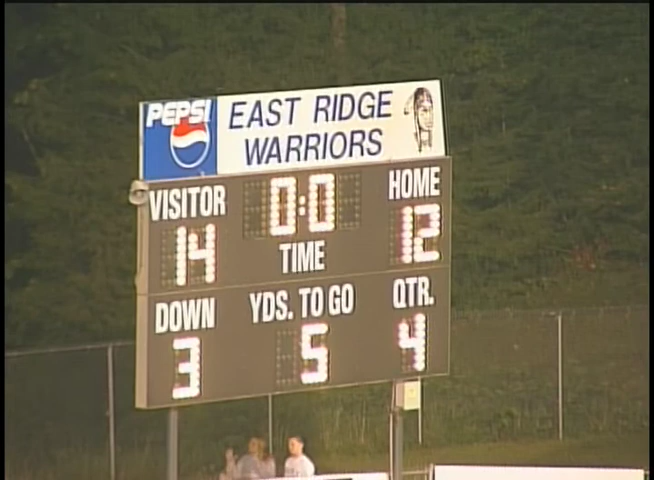 PEPSI
EAST RIDGE
WARRIORS
VISITOR 0:0 HOME
14 TIME 12
DOWN YDS. TO GO QTR.
3 5 4